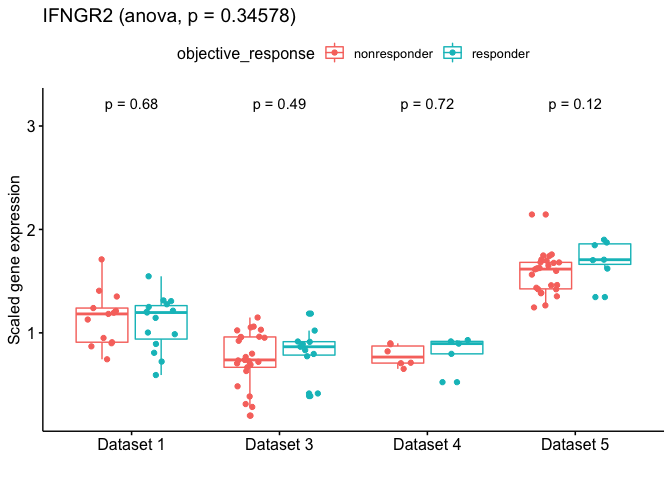 IFNGR2 (anova, p = 0.34578)
objective_response nonresponder responder
p = 0.68 p = 0.49 p = 0.72 p = 0.12
3
2
1
Scaled gene expression
Dataset 1 Dataset 3 Dataset 4 Dataset 5